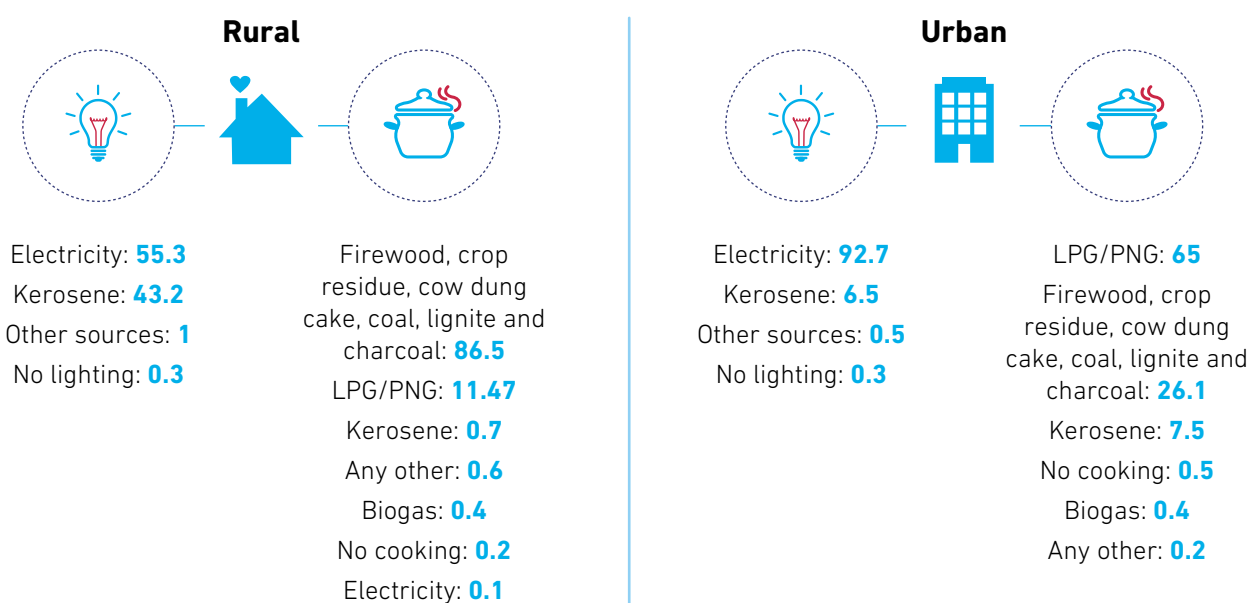 Rural
Electricity: 55.3
Kerosene: 43.2
Other sources: 1
No lighting: 0.3
Firewood, crop
residue, cow dung
cake, coal, lignite and
charcoal: 86.5
LPG/PNG: 11.47
Kerosene: 0.7
Any other: 0.6
Biogas: 0.4
No cooking: 0.2
Electricity: 0.1
Urban
Electricity: 92.7
Kerosene: 6.5
Other sources: 0.5
No lighting: 0.3
LPG/PNG: 65
Firewood, crop
residue, cow dung
cake, coal, lignite and
charcoal: 26.1
Kerosene: 7.5
No cooking: 0.5
Biogas: 0.4
Any other: 0.2